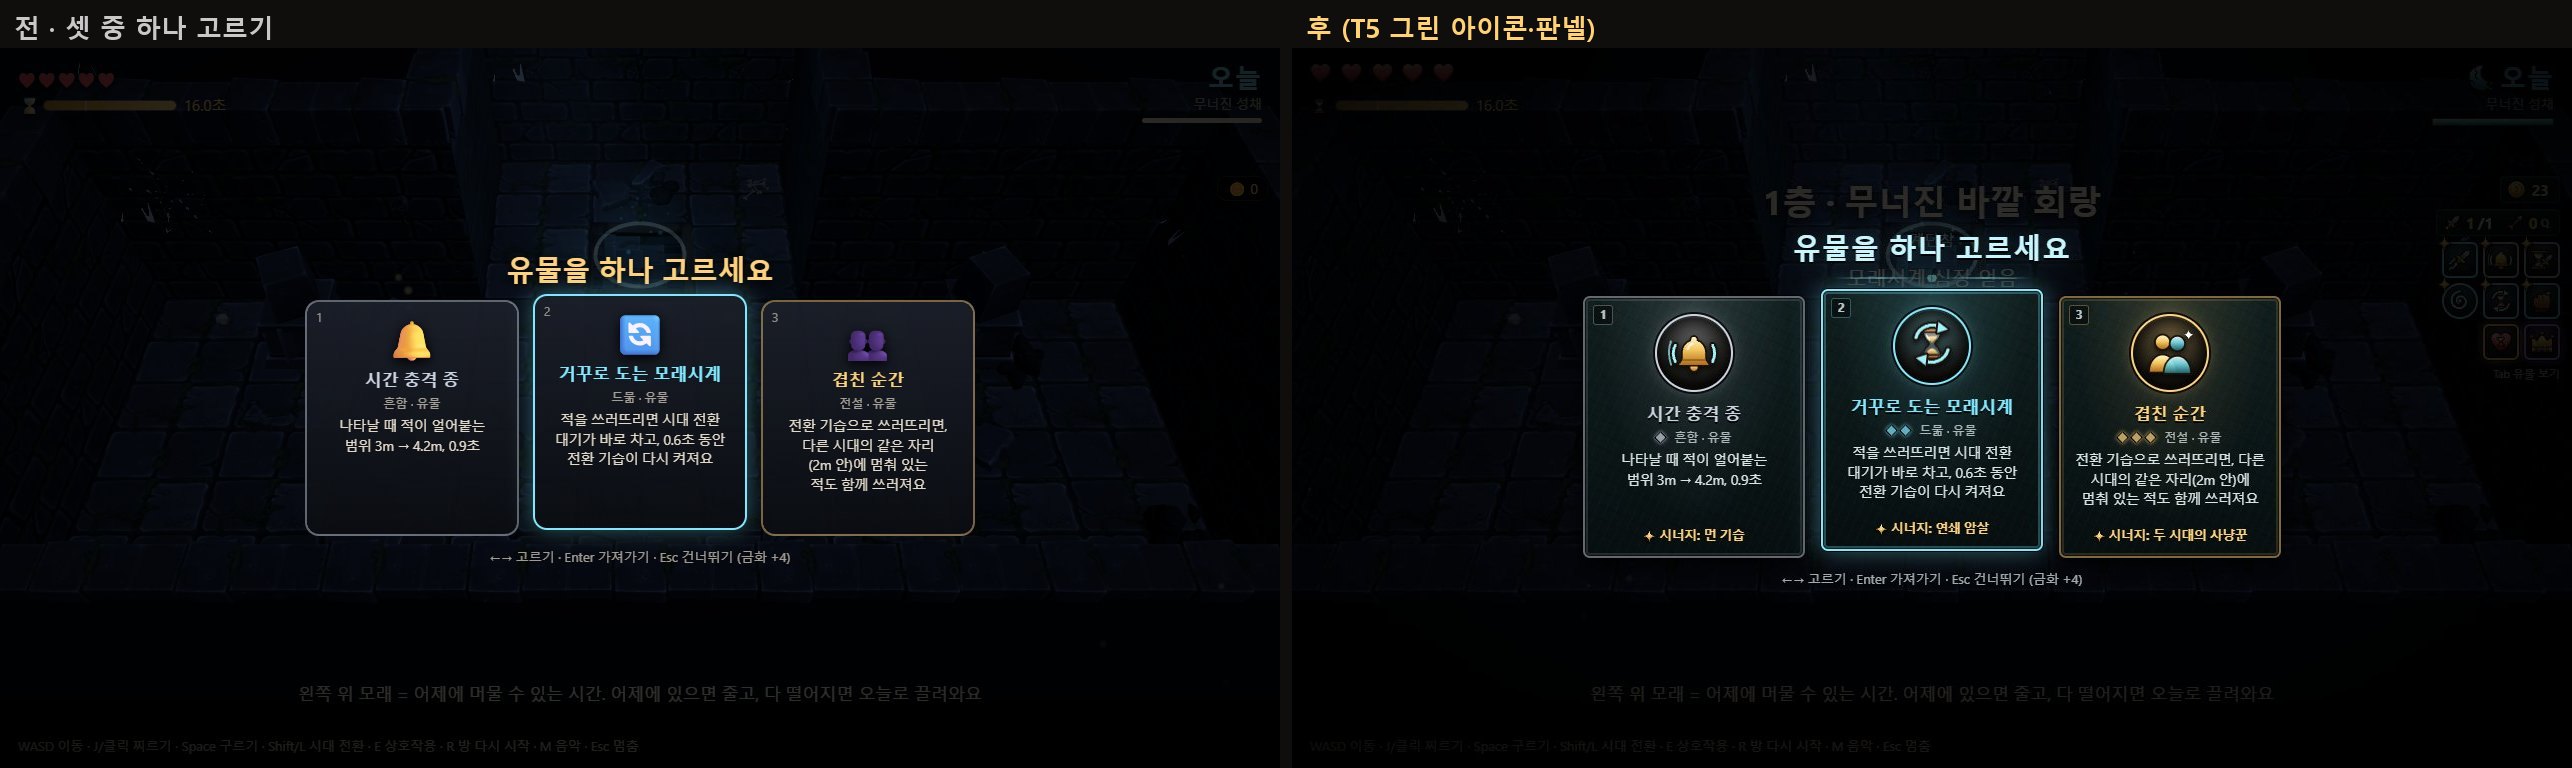 전 · 셋 중 하나 고르기
16.0초
오늘
무너진 성채
0
유물을 하나 고르세요
1
시간 충격 종
흔함 · 유물
나타날 때 적이 얼어붙는
범위 3m → 4.2m, 0.9초
2
거꾸로 도는 모래시계
드묾 · 유물
적을 쓰러뜨리면 시대 전환
대기가 바로 차고, 0.6초 동안
전환 기습이 다시 켜져요
3
겹친 순간
전설 · 유물
전환 기습으로 쓰러뜨리면,
다른 시대의 같은 자리
(2m 안)에 멈춰 있는
적도 함께 쓰러져요
←→ 고르기 · Enter 가져가기 · Esc 건너뛰기 (금화 +4)
왼쪽 위 모래 = 어제에 머물 수 있는 시간. 어제에 있으면 줄고, 다 떨어지면 오늘로 끌려와요
WASD 이동 · J/클릭 찌르기 · Space 구르기 · Shift/L 시대 전환 · E 상호작용 · R 방 다시 시작 · M 음악 · Esc 멈춤
후 (T5 그린 아이콘·판넬)
16.0초
오늘
무너진 성채
23
1/1
0
Tab 유물 보기
1층 · 무너진 바깥 회랑
유물을 하나 고르세요
모래시계 심장 얻음
1
시간 충격 종
흔함 · 유물
나타날 때 적이 얼어붙는
범위 3m → 4.2m, 0.9초
✦ 시너지: 먼 기습
2
거꾸로 도는 모래시계
드묾 · 유물
적을 쓰러뜨리면 시대 전환
대기가 바로 차고, 0.6초 동안
전환 기습이 다시 켜져요
✦ 시너지: 연쇄 암살
3
겹친 순간
전설 · 유물
전환 기습으로 쓰러뜨리면, 다른
시대의 같은 자리(2m 안)에
멈춰 있는 적도 함께 쓰러져요
✦ 시너지: 두 시대의 사냥꾼
←→ 고르기 · Enter 가져가기 · Esc 건너뛰기 (금화 +4)
왼쪽 위 모래 = 어제에 머물 수 있는 시간. 어제에 있으면 줄고, 다 떨어지면 오늘로 끌려와요
WASD 이동 · J/클릭 찌르기 · Space 구르기 · Shift/L 시대 전환 · E 상호작용 · R 방 다시 시작 · M 음악 · Esc 멈춤